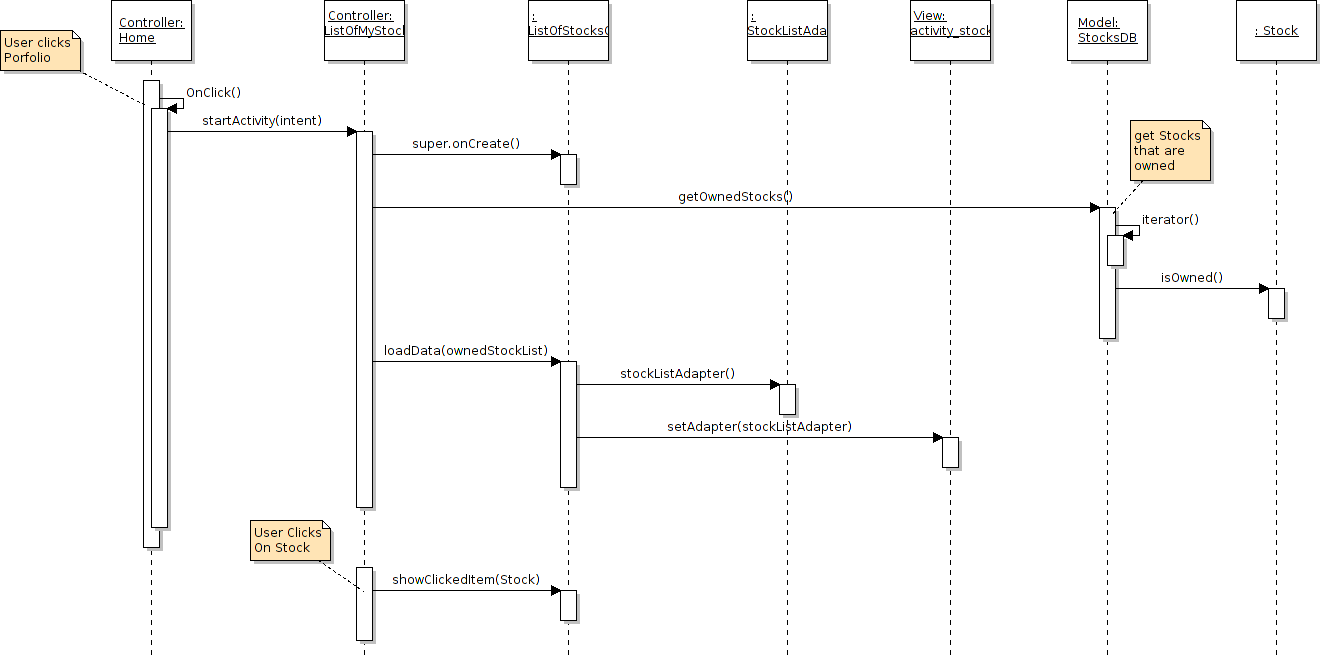 Controller:
Home
Controller:
ListOfMyStocl
:
ListOfStocks(
:
StockListAda
View:
activity_stock
Model:
StocksDB
: Stock
User clicks
Porfolio
OnClick()
startActivity(intent)
super.onCreate()
get Stocks
that are
owned
getOwnedStocks()
iterator()
isOwned()
loadData(ownedStockList)
stockListAdapter()
setAdapter(stockListAdapter)
User Clicks
On Stock
showClickedItem(Stock)